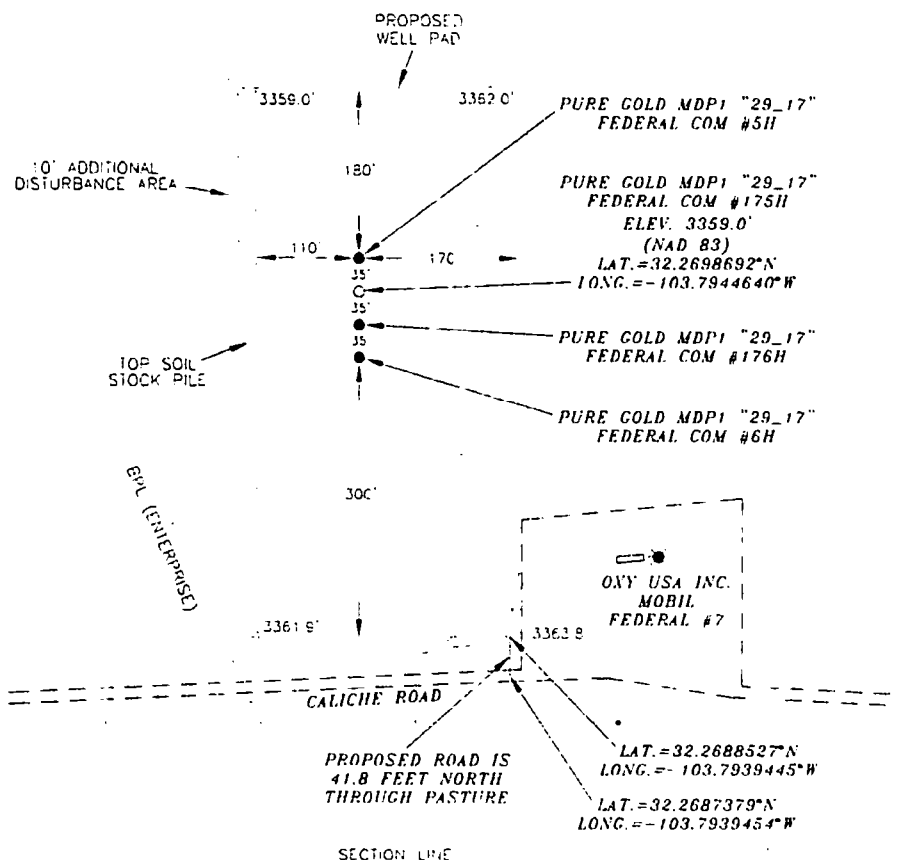 PROPOSED
WELL PAD
3359.0'
3362.0'
PURE GOLD MDP1 "29_17"
FEDERAL COM #5H
10' ADDITIONAL
DISTURBANCE AREA
180'
PURE GOLD MDP1 "29_17"
FEDERAL COM #175H
ELEV. 3359.0'
(NAD 83)
LAT.=32.2698692°N
LONG.=-103.7944640°W
110'
170
35'
35'
35
PURE GOLD MDP1 "29_17"
FEDERAL COM #176H
TOP SOIL
STOCK PILE
PURE GOLD MDP1 "29_17"
FEDERAL COM #6H
300'
(ENTERPRISE)
OXY USA INC.
MOBIL
FEDERAL #7
3361.9'
3363.8
CALICHE ROAD
PROPOSED ROAD IS
41.8 FEET NORTH
THROUGH PASTURE
LAT.=32.2688527°N
LONG.=-103.7939445°W
LAT.=32.2687379°N
LONG.=-103.7939454°W
SECTION LINE